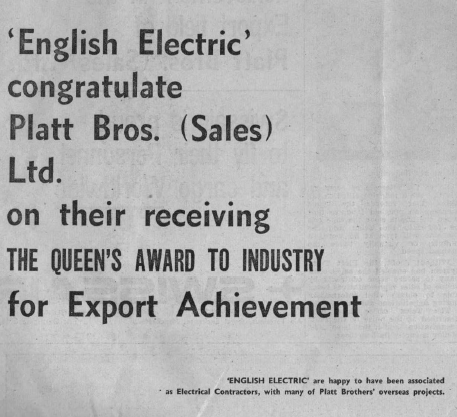 ‘English Electric’
congratulate
Platt Bros. (Sales)
Ltd.
on their receiving
THE QUEEN'S AWARD TO INDUSTRY
for Export Achievement
‘ENGLISH ELECTRIC’ are happy to have been associated
as Electrical Contractors, with many of Platt Brothers' overseas projects.